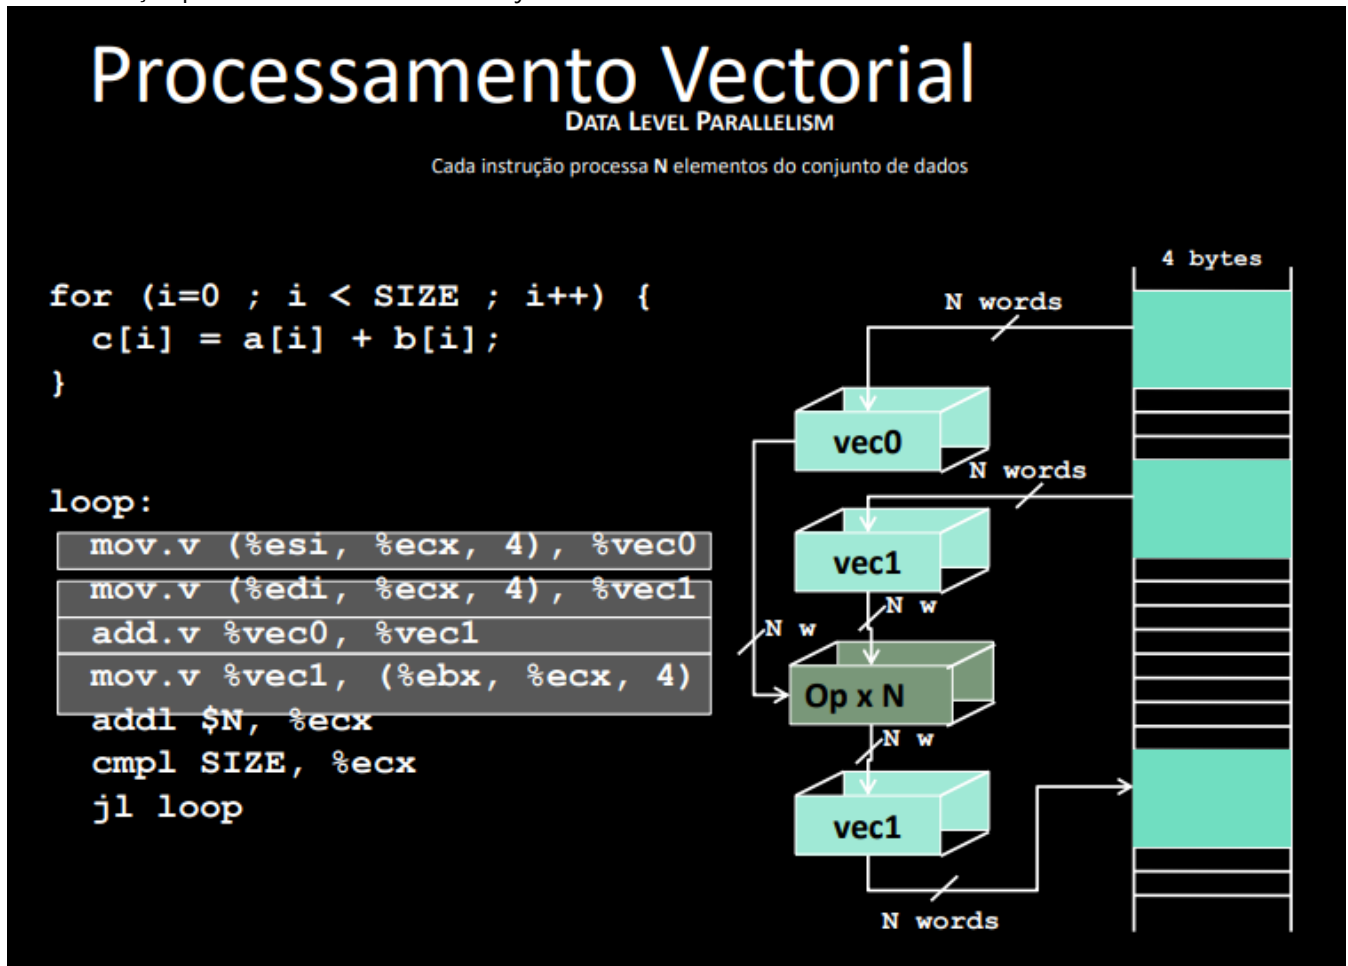 Processamento Vectorial
DATA LEVEL PARALLELISM
Cada instrução processa N elementos do conjunto de dados
for (i=0 ; i < SIZE ; i++) {
c[i] = a[i] + b[i];
}
loop:
mov.v (%esi, %ecx, 4), %vec0
mov.v (%edi, %ecx, 4), %vec1
add.v %vec0, %vec1
mov.v %vec1, (%ebx, %ecx, 4)
addl $N, %ecx
cmpl SIZE, %ecx
jl loop
4 bytes
N words
vec0
N words
vec1
N w
N w
Op x N
N w
vec1
N words